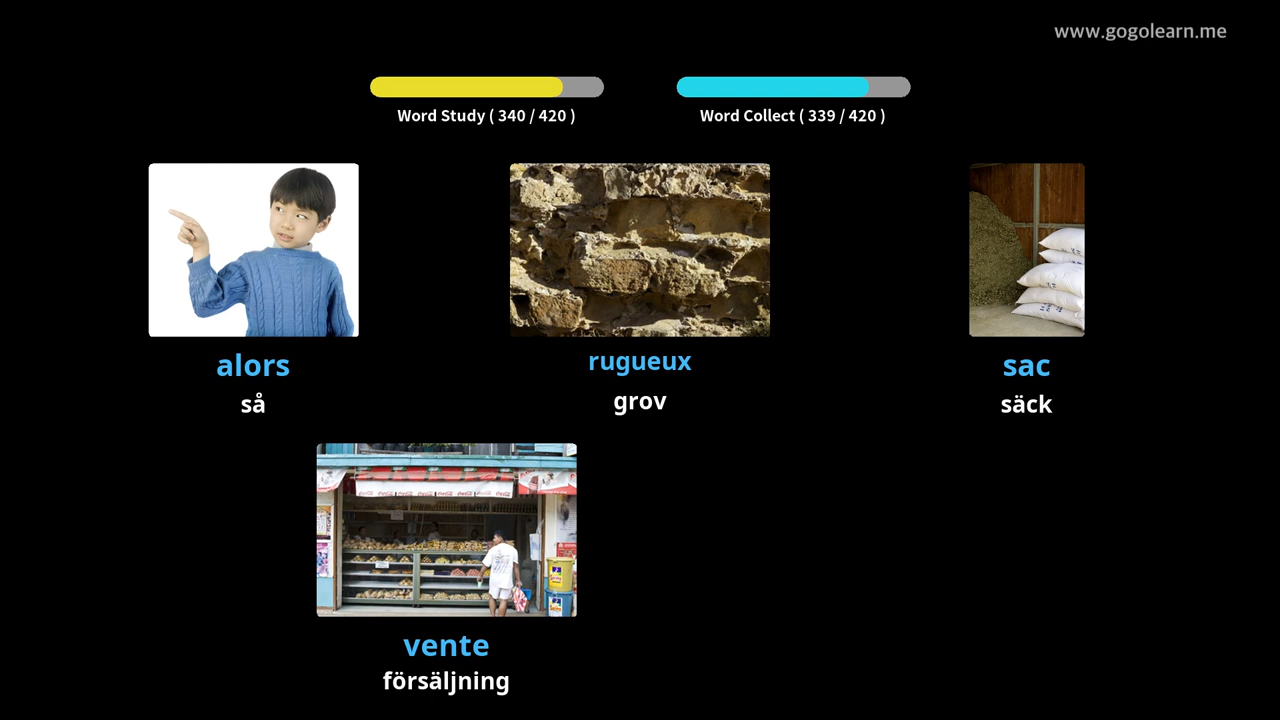 www.gogolearn.me
Word Study ( 340 / 420 )
Word Collect ( 339 / 420 )
alors
så
rugueux
grov
sac
säck
vente
försäljning